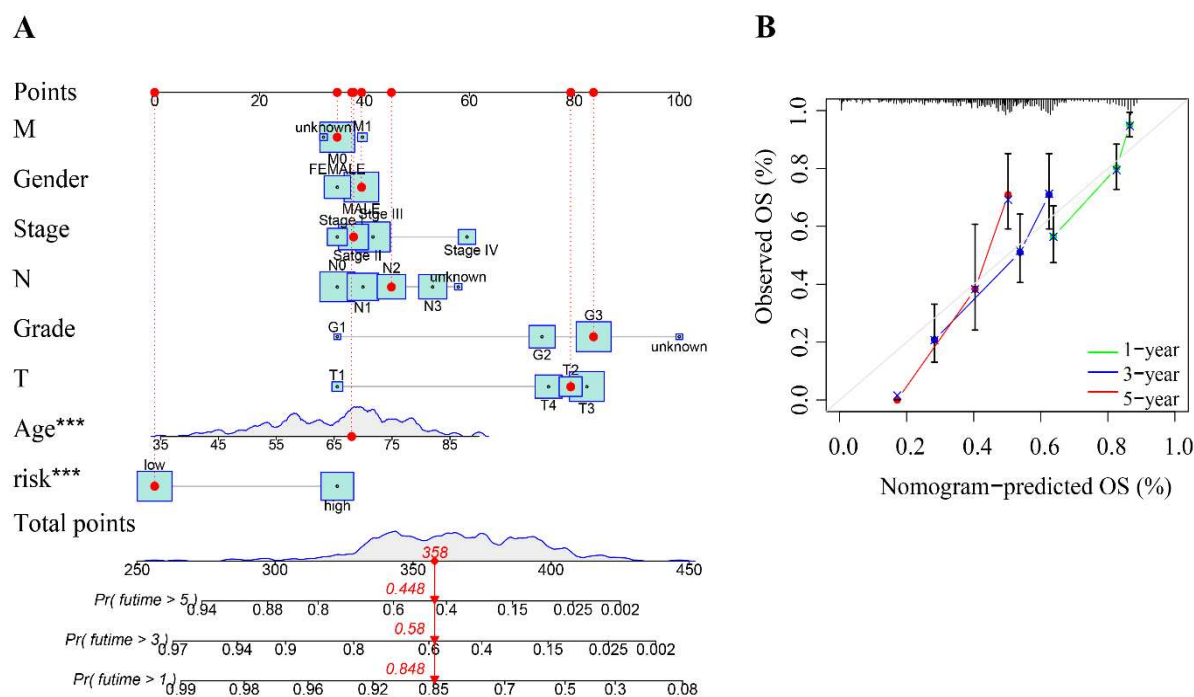 A
Points
0 20 40 60 80 100
M
unknown M1
M0
Gender
FEMALE
MALE
Stage
Stage I Stge III
Satge II Stage IV
N
N0 N2 unknown
N1 N3
Grade
G1 G3
G2 unknown
T
T1 T2
T4 T3
Age***
35 45 55 65 75 85
risk***
low
high
Total points
358
250 300 350 400 450
0.448
Pr( futime > 5 )
0.94 0.88 0.8 0.6 0.4 0.15 0.025 0.002
0.58
Pr( futime > 3 )
0.97 0.94 0.9 0.8 0.6 0.4 0.15 0.025 0.002
0.848
Pr( futime > 1 )
0.99 0.98 0.96 0.92 0.85 0.7 0.5 0.3 0.08
B
Observed OS (%)
1.0
0.8
0.6
0.4
0.2
0.0
1-year
3-year
5-year
0.0 0.2 0.4 0.6 0.8 1.0
Nomogram-predicted OS (%)